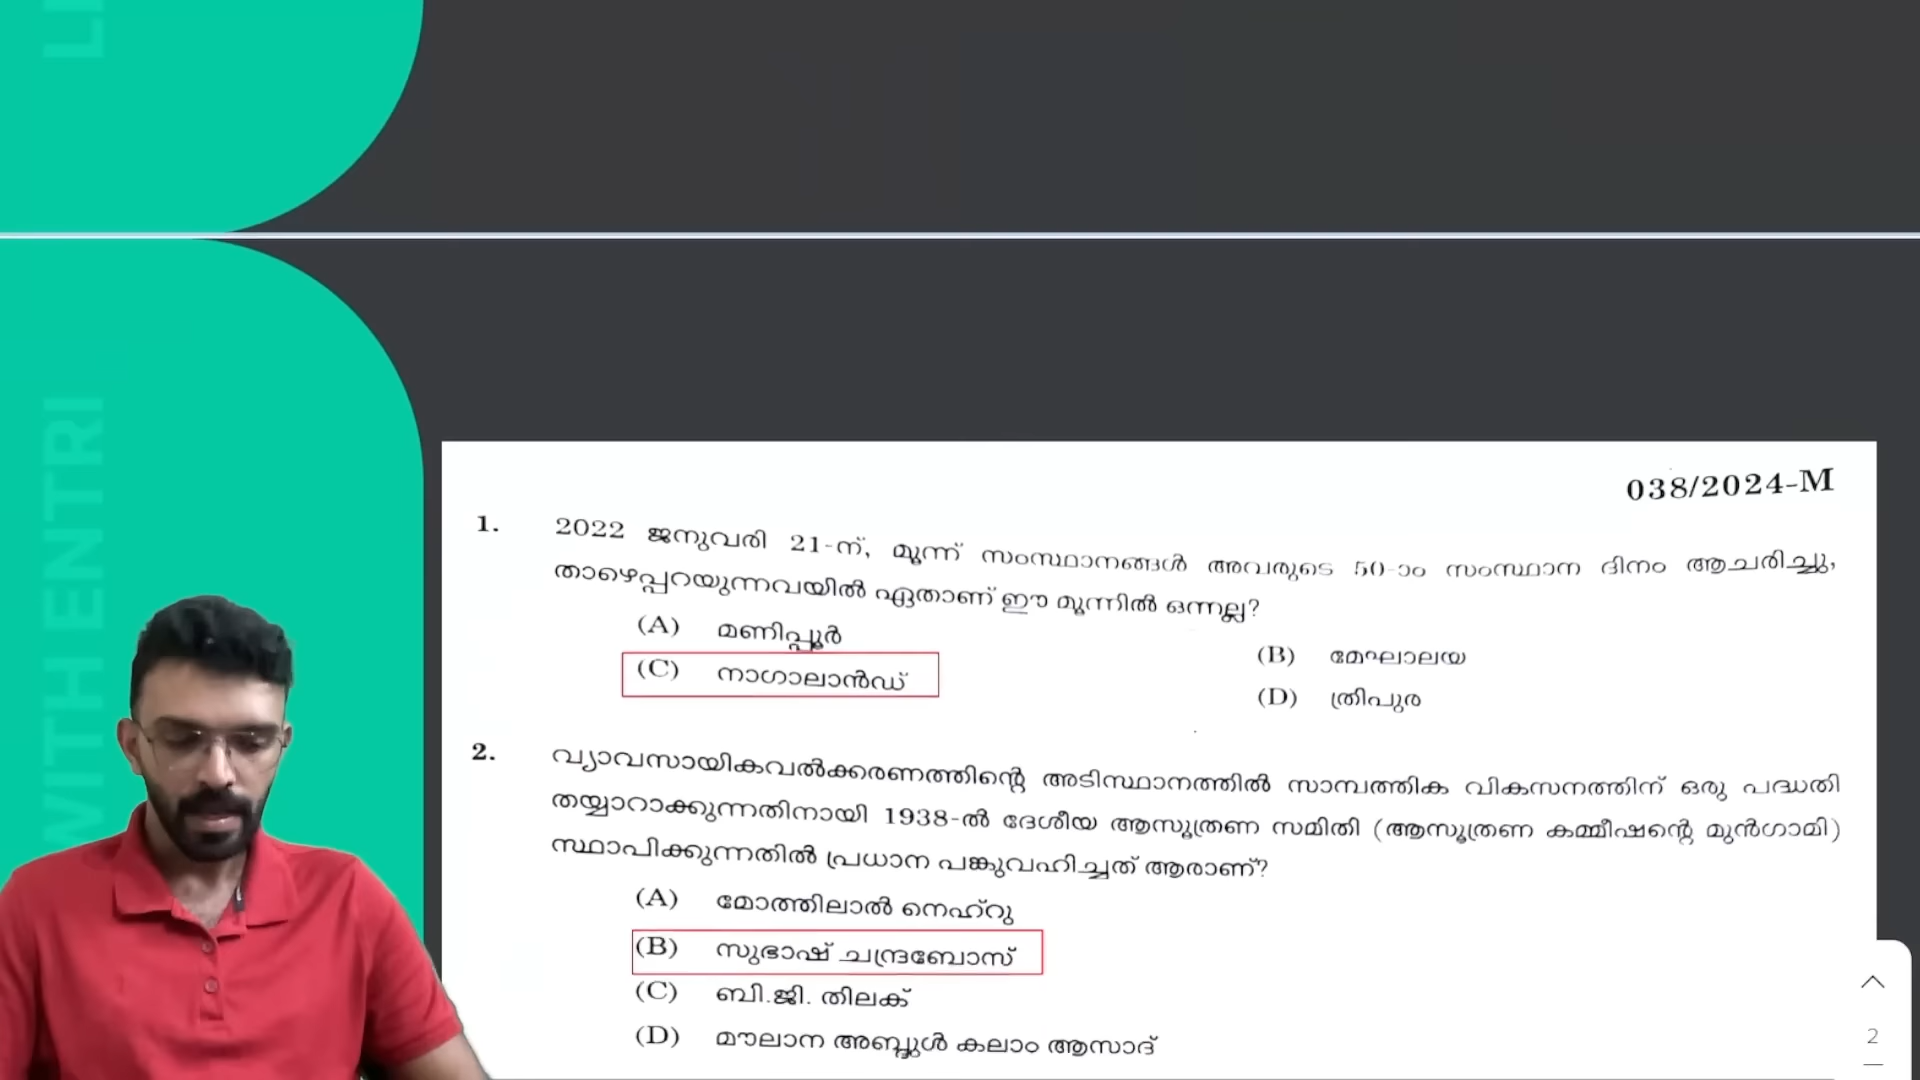 LE
WITH ENTRI
038/2024-M
1. 2022 ജനുവരി 21-ന്, മൂന്ന് സംസ്ഥാനങ്ങൾ അവരുടെ 50-ാം സംസ്ഥാന ദിനം ആചരിച്ചു,
താഴെപ്പറയുന്നവയിൽ ഏതാണ് ഈ മൂന്നിൽ ഒന്നല്ല?
(A) മണിപ്പൂർ
(B) മേഘാലയ
(C) നാഗാലാൻഡ്
(D) ത്രിപുര
2. വ്യാവസായികവൽക്കരണത്തിന്റെ അടിസ്ഥാനത്തിൽ സാമ്പത്തിക വികസനത്തിന് ഒരു പദ്ധതി
തയ്യാറാക്കുന്നതിനായി 1938-ൽ ദേശീയ ആസൂത്രണ സമിതി (ആസൂത്രണ കമ്മീഷന്റെ മുൻഗാമി)
സ്ഥാപിക്കുന്നതിൽ പ്രധാന പങ്കുവഹിച്ചത് ആരാണ്?
(A) മോത്തിലാൽ നെഹ്റു
(B) സുഭാഷ് ചന്ദ്രബോസ്
(C) ബി.ജി. തിലക്
(D) മൗലാന അബ്ദുൾ കലാം ആസാദ്
2